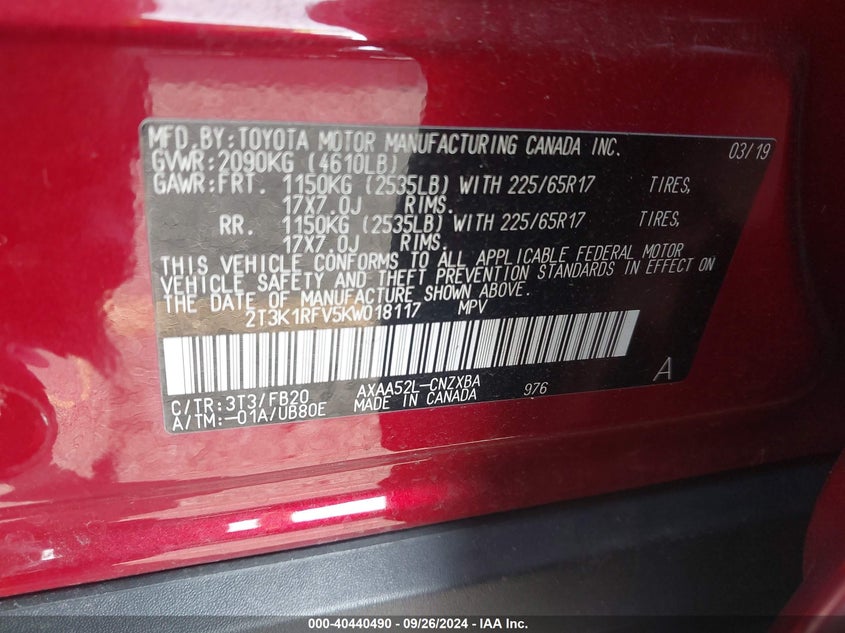 MFD.BY:TOYOTA MOTOR MANUFACTURING CANADA INC. 03/19
GVWR:2090KG (4610LB)
GAWR:FRT. 1150KG (2535LB) WITH 225/65R17 TIRES,
17X7.0J RIMS.
RR. 1150KG (2535LB) WITH 225/65R17 TIRES,
17X7.0J RIMS.
THIS VEHICLE CONFORMS TO ALL APPLICABLE FEDERAL MOTOR
VEHICLE SAFETY AND THEFT PREVENTION STANDARDS IN EFFECT ON
THE DATE OF MANUFACTURE SHOWN ABOVE.
2T3K1RFV5KW018117 MPV
A
C/TR:3T3/FB20 AXAA52L-CNZXBA
A/TM:-01A/UB80E MADE IN CANADA 976
000-40440490 - 09/26/2024 - IAA Inc.